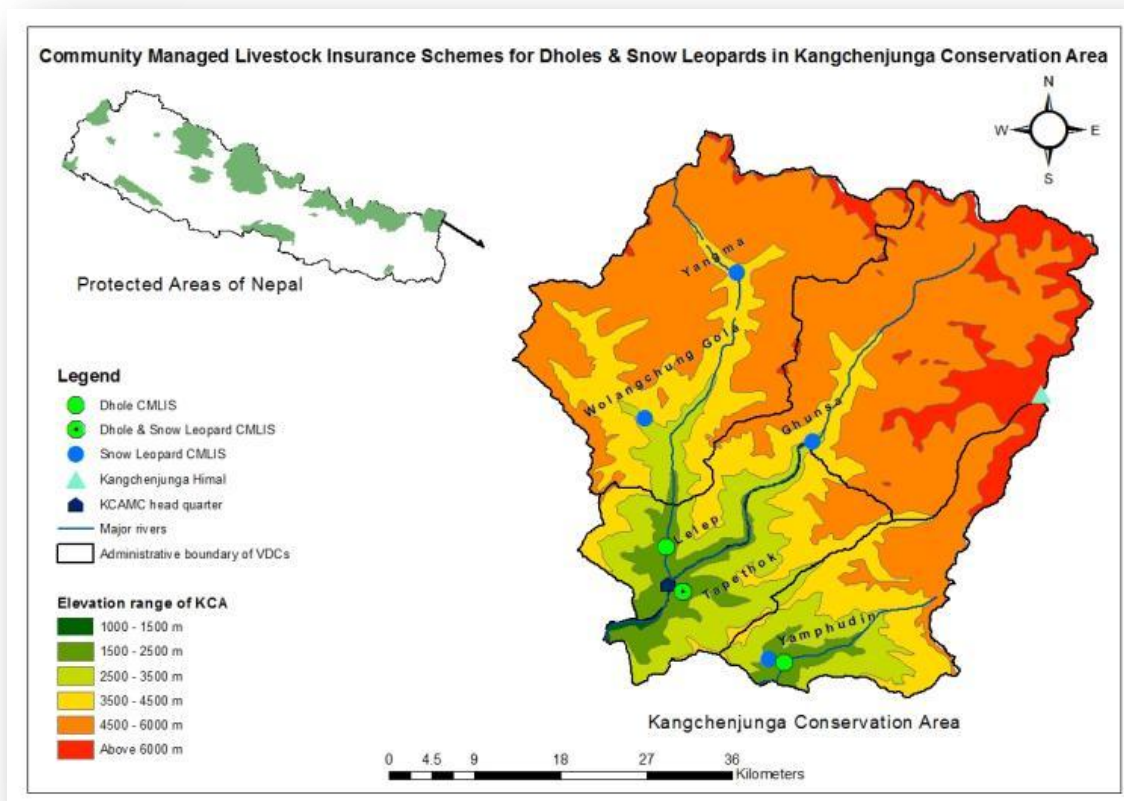 Community Managed Livestock Insurance Schemes for Dholes & Snow Leopards in Kangchenjunga Conservation Area
N
W
E
S
Protected Areas of Nepal
Yangma
Wolangchung Gola
Ghunsa
Lelep
Tapethok
Yamphudin
Kangchenjunga Conservation Area
Legend
Dhole CMLIS
Dhole & Snow Leopard CMLIS
Snow Leopard CMLIS
Kangchenjunga Himal
KCAMC head quarter
Major rivers
Administrative boundary of VDCs
Elevation range of KCA
1000 - 1500 m
1500 - 2500 m
2500 - 3500 m
3500 - 4500 m
4500 - 6000 m
Above 6000 m
0 4.5 9 18 27 36
Kilometers